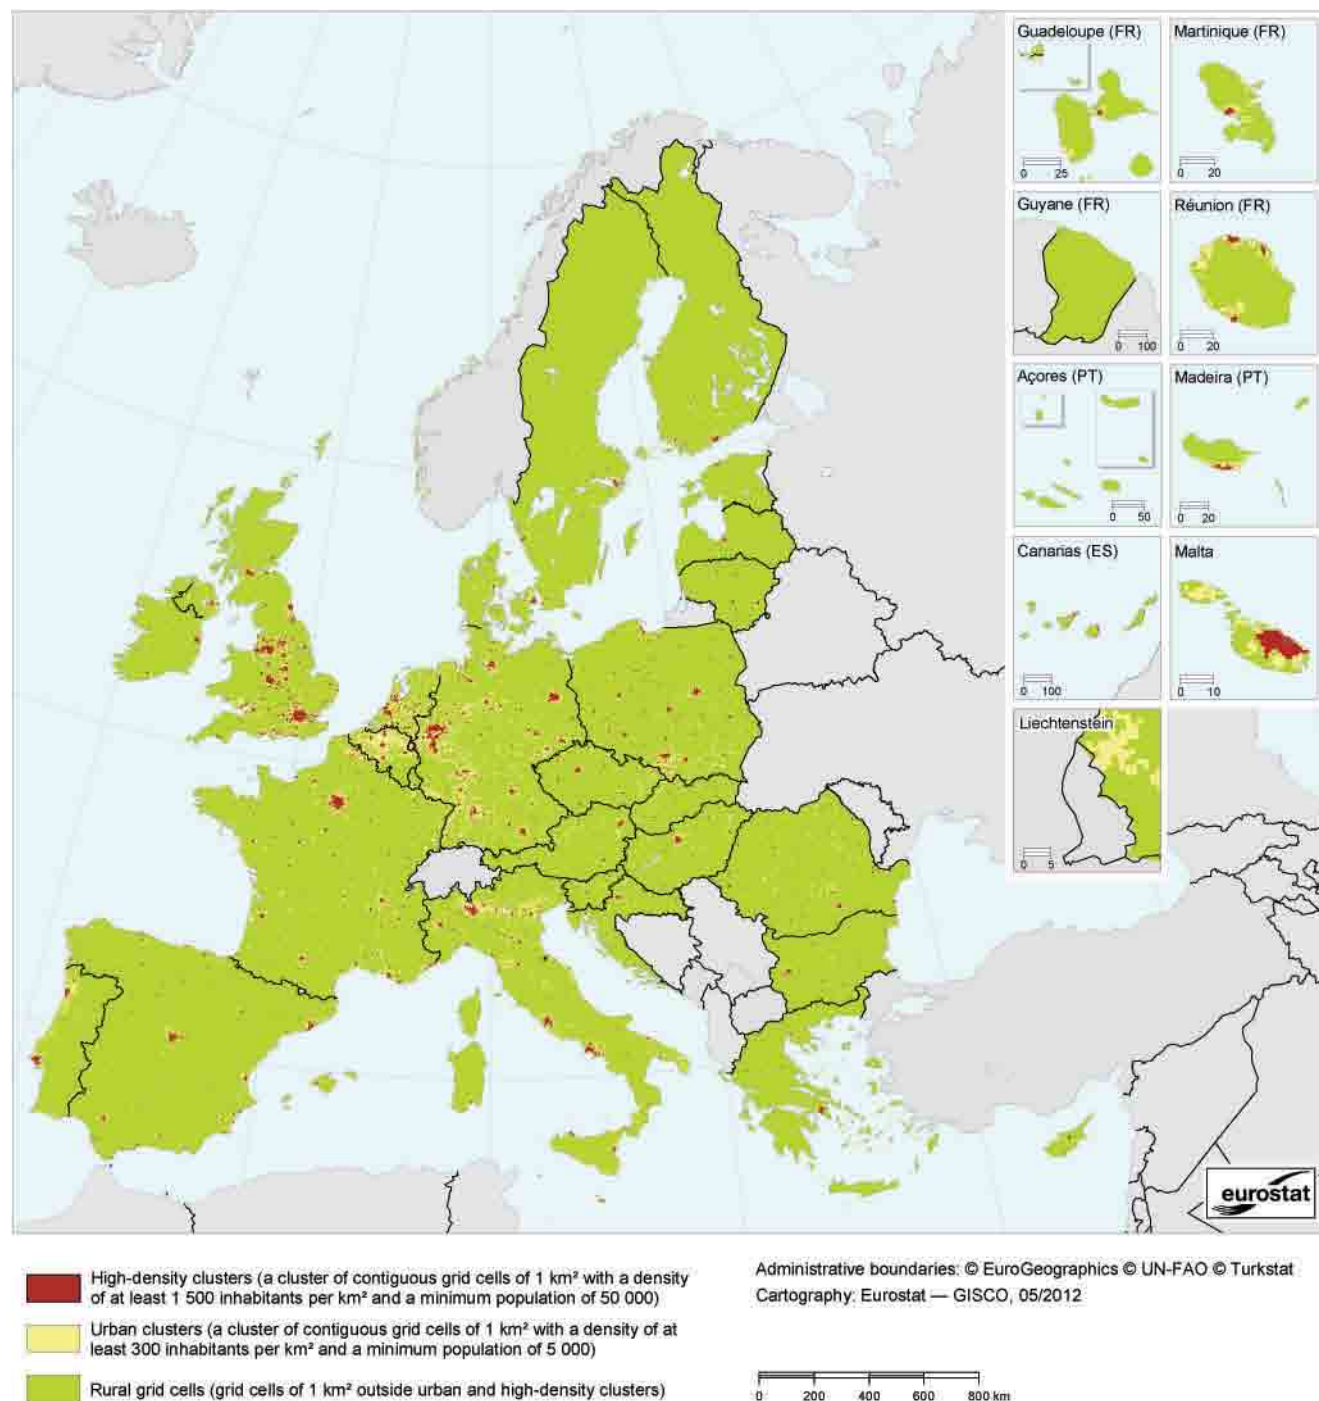 Guadeloupe (FR)
0 25
Martinique (FR)
0 20
Guyane (FR)
0 100
Réunion (FR)
0 20
Açores (PT)
0 50
Madeira (PT)
0 20
Canarias (ES)
0 100
Malta
0 10
Liechtenstein
0 5
eurostat
High-density clusters (a cluster of contiguous grid cells of 1 km² with a density
of at least 1 500 inhabitants per km² and a minimum population of 50 000)
Urban clusters (a cluster of contiguous grid cells of 1 km² with a density of at
least 300 inhabitants per km² and a minimum population of 5 000)
Rural grid cells (grid cells of 1 km² outside urban and high-density clusters)
Administrative boundaries: © EuroGeographics © UN-FAO © Turkstat
Cartography: Eurostat — GISCO, 05/2012
0 200 400 600 800 km